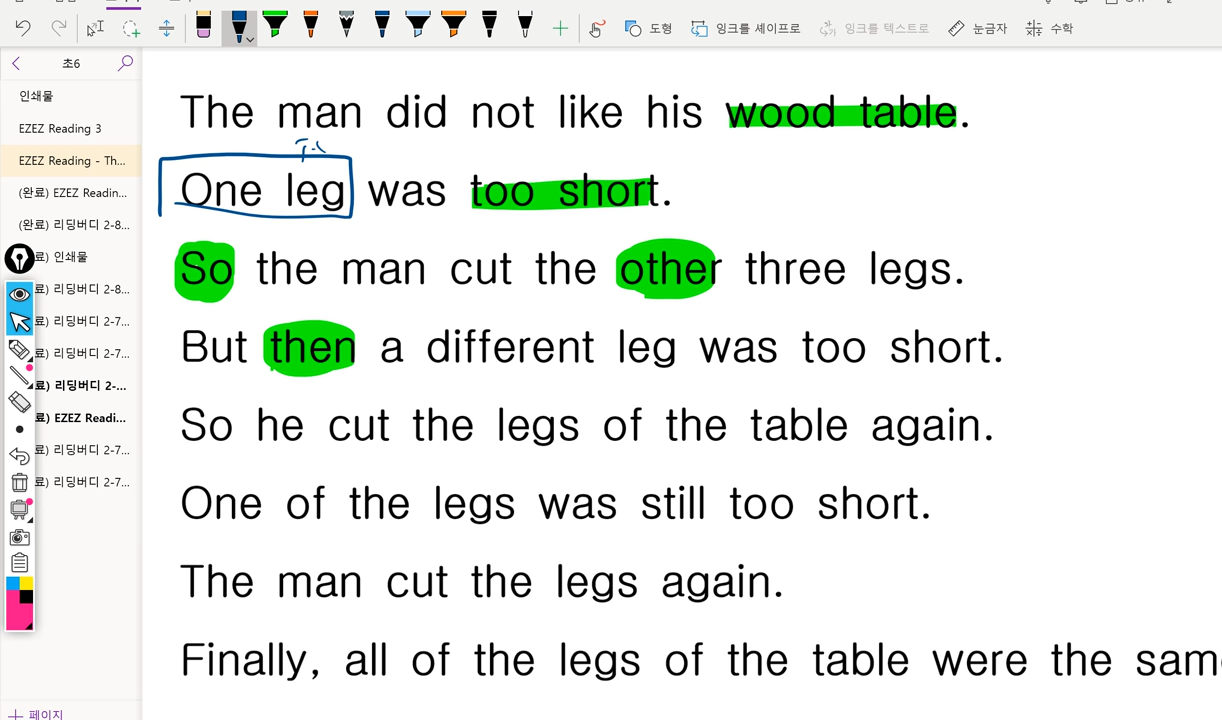 도형
잉크를 셰이프로
잉크를 텍스트로
눈금자
수학
초6
인쇄물
EZEZ Reading 3
EZEZ Reading - Th...
(완료) EZEZ Readin...
(완료) 리딩버디 2-8...
료) 인쇄물
료) 리딩버디 2-8...
료) 리딩버디 2-7...
료) 리딩버디 2-7...
료) 리딩버디 2-...
료) EZEZ Readi...
료) 리딩버디 2-7...
료) 리딩버디 2-7...
페이지
The man did not like his wood table.
One leg was too short.
So the man cut the other three legs.
But then a different leg was too short.
So he cut the legs of the table again.
One of the legs was still too short.
The man cut the legs again.
Finally, all of the legs of the table were the sam